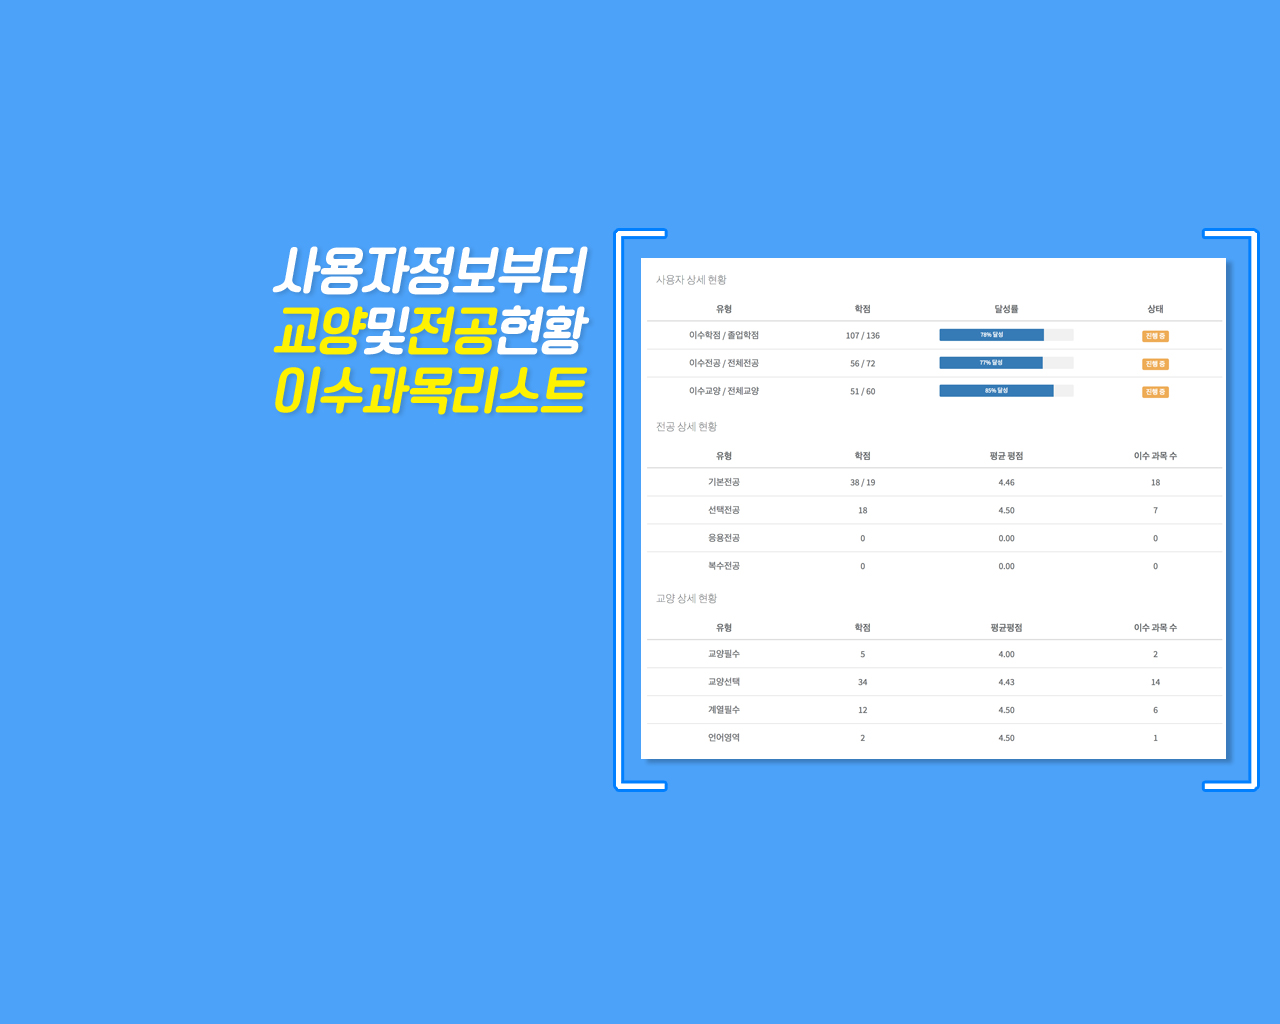 사용자정보부터
교양및전공현황
이수과목리스트
사용자 상세 현황
유형 학점 달성률 상태
이수학점 / 졸업학점 107 / 136 78% 달성 진행 중
이수전공 / 전체전공 56 / 72 77% 달성 진행 중
이수교양 / 전체교양 51 / 60 85% 달성 진행 중
전공 상세 현황
유형 학점 평균 평점 이수 과목 수
기본전공 38 / 19 4.46 18
선택전공 18 4.50 7
응용전공 0 0.00 0
복수전공 0 0.00 0
교양 상세 현황
유형 학점 평균평점 이수 과목 수
교양필수 5 4.00 2
교양선택 34 4.43 14
계열필수 12 4.50 6
언어영역 2 4.50 1